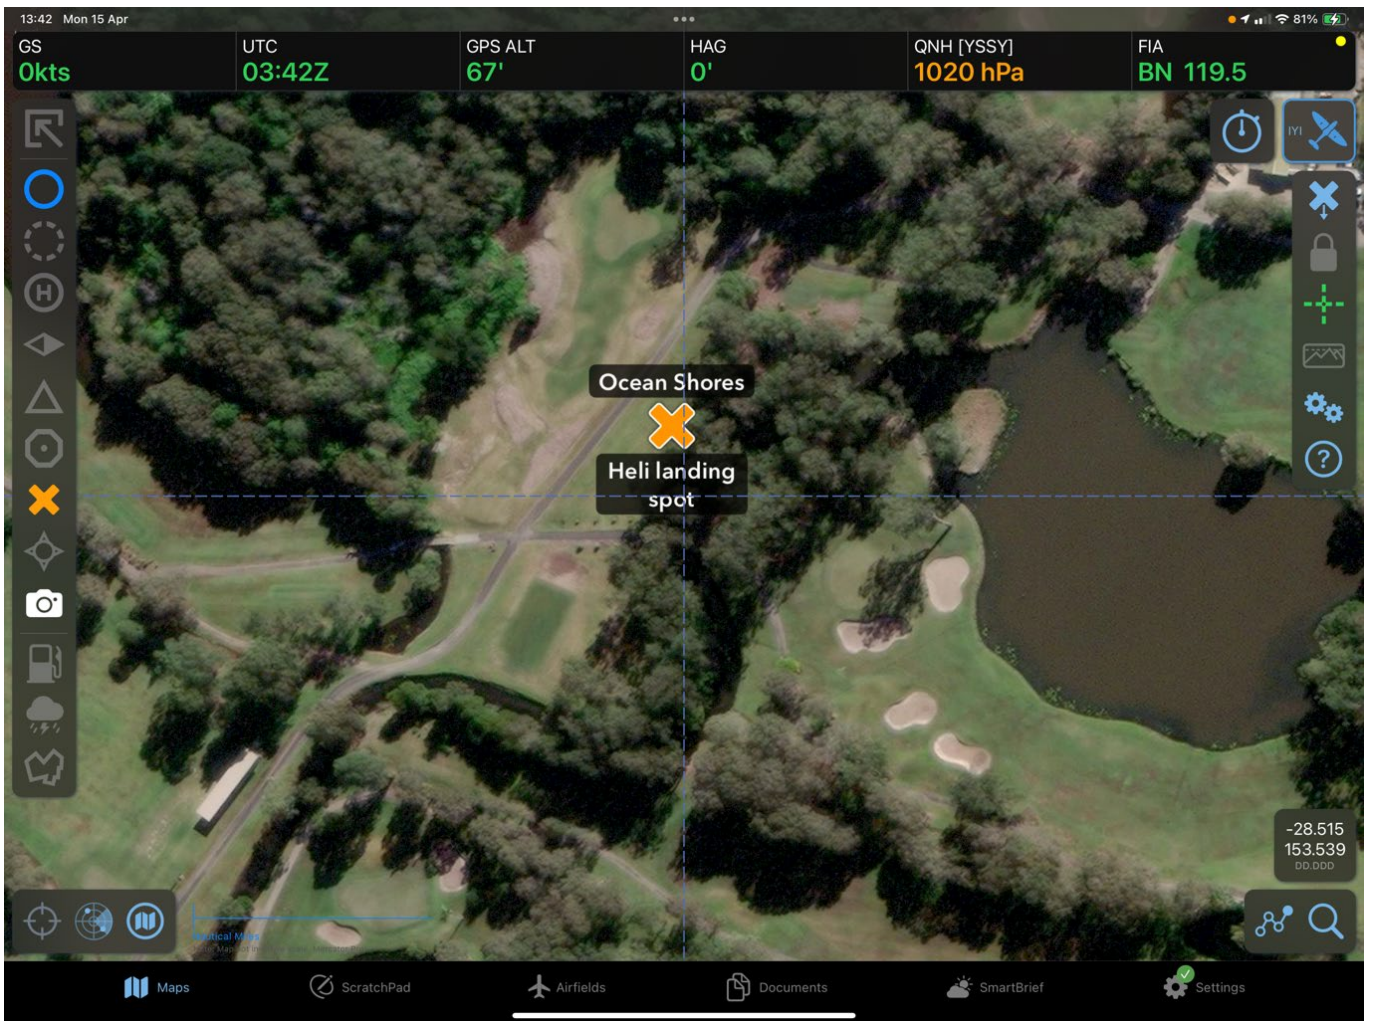 13:42 Mon 15 Apr
81%
GS
0kts
UTC
03:42Z
GPS ALT
67'
HAG
0'
QNH [YSSY]
1020 hPa
FIA
BN 119.5
IYI
H
Ocean Shores
Heli landing
spot
?
-28.515
153.539
DD.DDD
Maps
ScratchPad
Airfields
Documents
SmartBrief
Settings